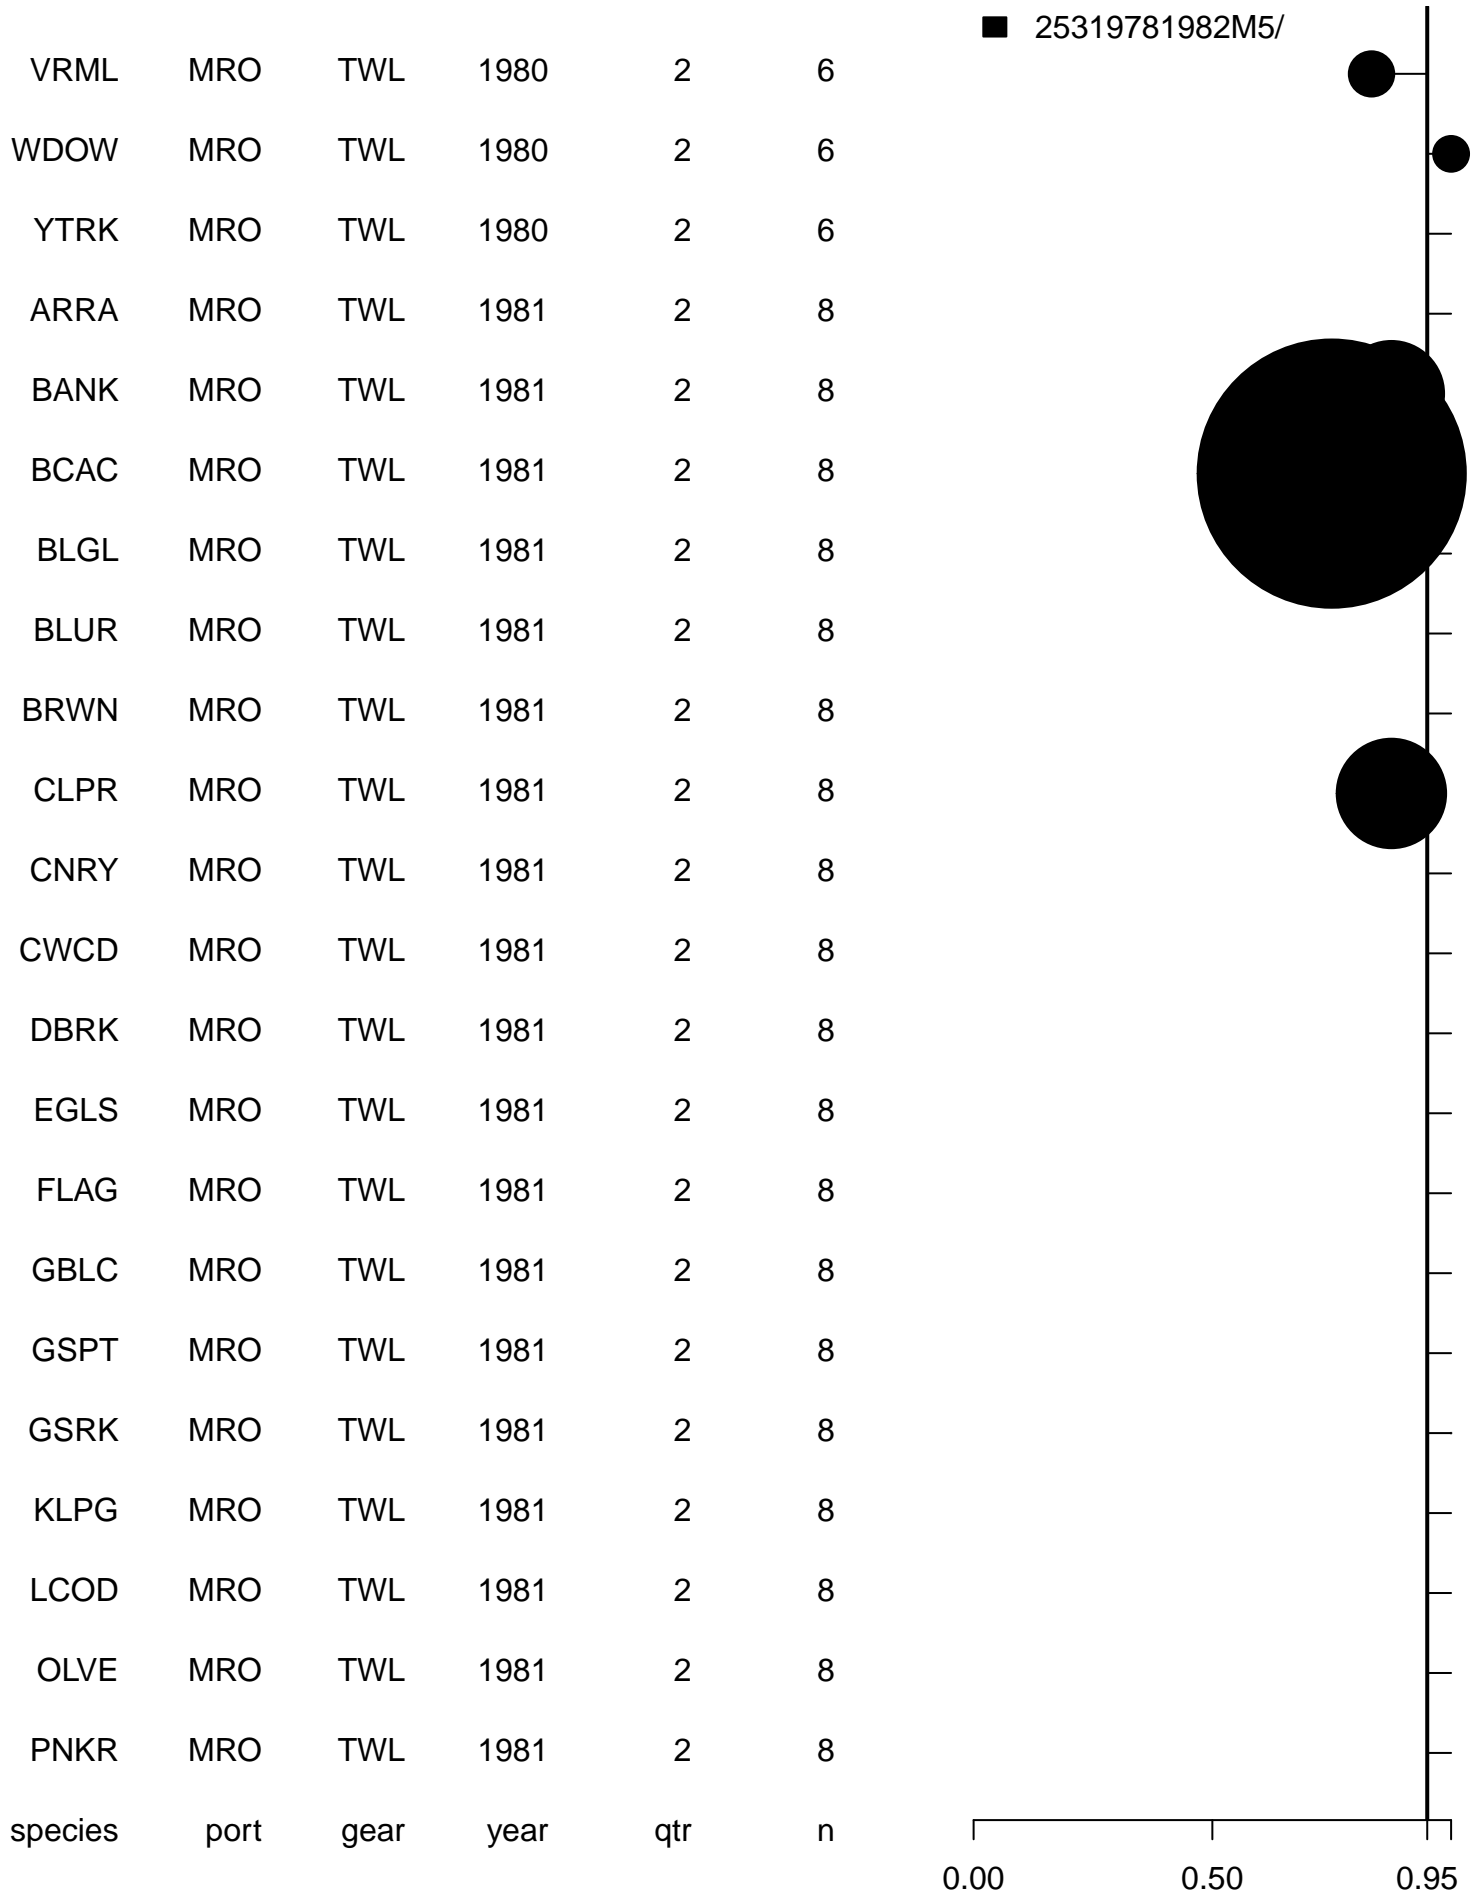 25319781982M5/
VRML MRO TWL 1980 2 6
WDOW MRO TWL 1980 2 6
YTRK MRO TWL 1980 2 6
ARRA MRO TWL 1981 2 8
BANK MRO TWL 1981 2 8
BCAC MRO TWL 1981 2 8
BLGL MRO TWL 1981 2 8
BLUR MRO TWL 1981 2 8
BRWN MRO TWL 1981 2 8
CLPR MRO TWL 1981 2 8
CNRY MRO TWL 1981 2 8
CWCD MRO TWL 1981 2 8
DBRK MRO TWL 1981 2 8
EGLS MRO TWL 1981 2 8
FLAG MRO TWL 1981 2 8
GBLC MRO TWL 1981 2 8
GSPT MRO TWL 1981 2 8
GSRK MRO TWL 1981 2 8
KLPG MRO TWL 1981 2 8
LCOD MRO TWL 1981 2 8
OLVE MRO TWL 1981 2 8
PNKR MRO TWL 1981 2 8
species port gear year qtr n
0.00 0.50 0.95